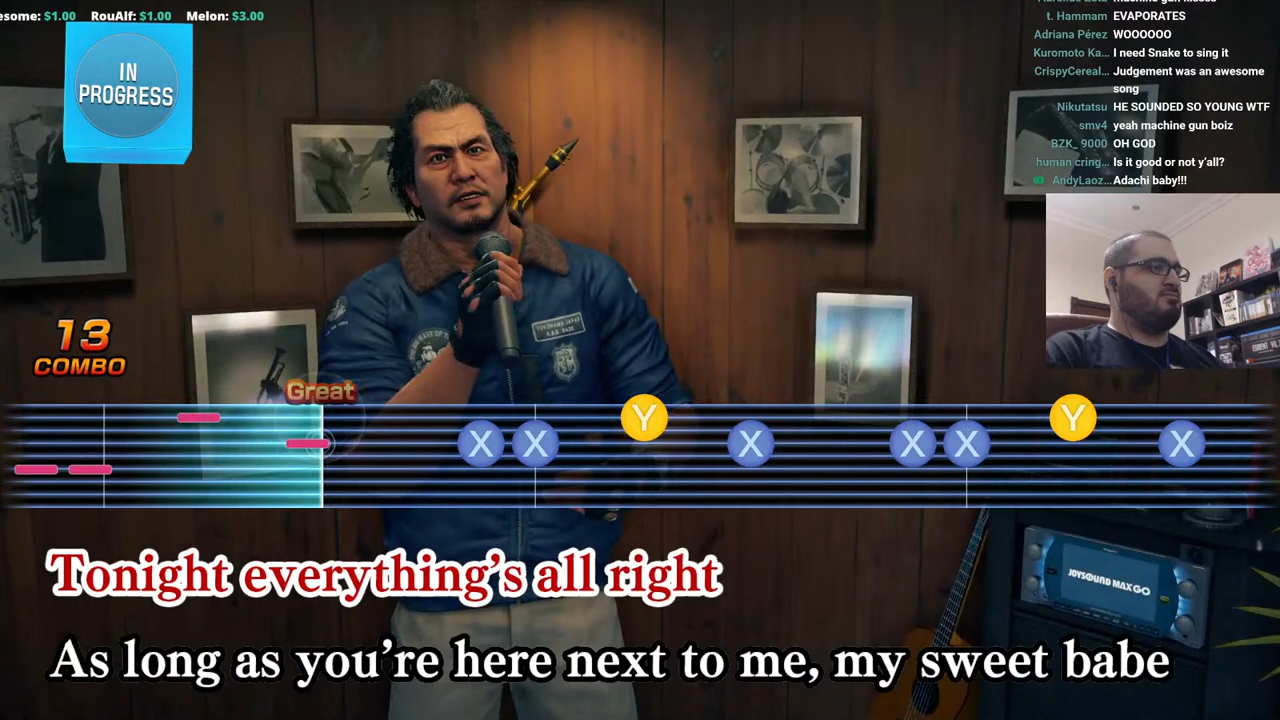 esome: $1.00 RouAlf: $1.00 Melon: $3.00
IN
PROGRESS
t. Hammam EVAPORATES
Adriana Pérez WOOOOOO
Kuromoto Ka... I need Snake to sing it
CrispyCereal... Judgement was an awesome
song
Nikutatsu HE SOUNDED SO YOUNG WTF
smv4 yeah machine gun boiz
BZK_ 9000 OH GOD
human cring... Is it good or not y'all?
AndyLaoz... Adachi baby!!!
13
COMBO
Great
X X Y X X X Y X
JOYSOUND MAX GO
Tonight everything's all right
As long as you're here next to me, my sweet babe